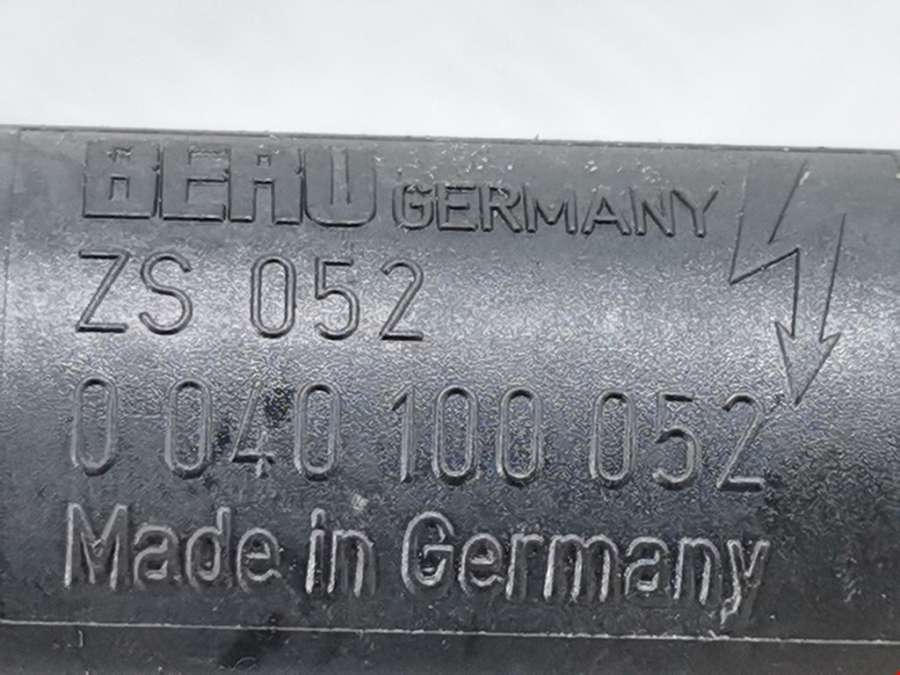 BERU GERMANY
ZS 052
0 040 100 052
Made in Germany